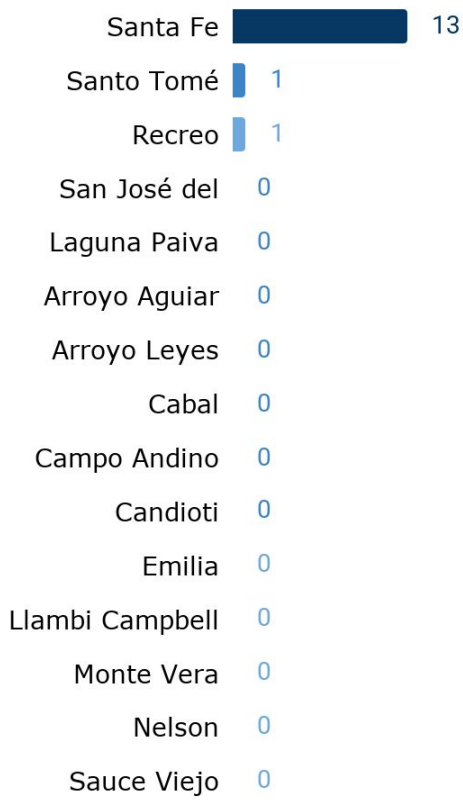 Santa Fe 13
Santo Tomé 1
Recreo 1
San José del 0
Laguna Paiva 0
Arroyo Aguiar 0
Arroyo Leyes 0
Cabal 0
Campo Andino 0
Candioti 0
Emilia 0
Llambi Campbell 0
Monte Vera 0
Nelson 0
Sauce Viejo 0